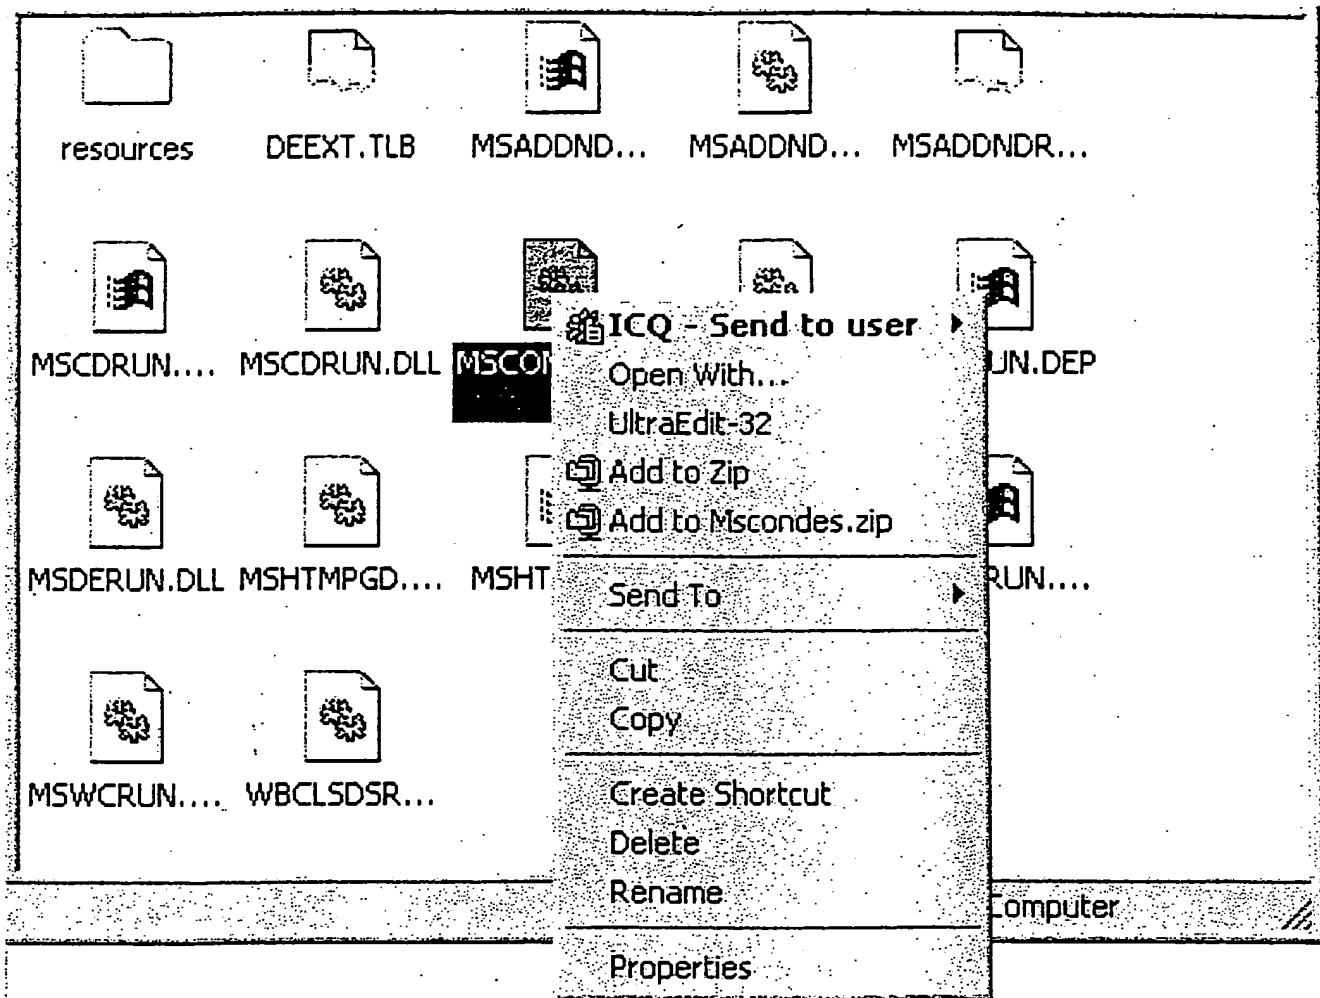 resources DEEXT.TLB MSADDND... MSADDND... MSADDNDR...
MSCDRUN.... MSCDRUN.DLL MSCON UN.DEP
MSDERUN.DLL MSHTMPGD.... MSHT RUN....
MSWCRUN.... WBCLSDSR...
ICQ - Send to user
Open With...
UltraEdit-32
Add to Zip
Add to Mscondes.zip
Send To
Cut
Copy
Create Shortcut
Delete
Rename
Properties
Computer